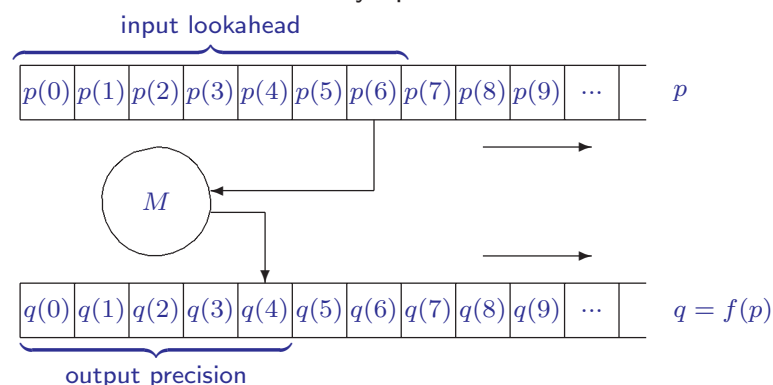 input lookahead
p(0) p(1) p(2) p(3) p(4) p(5) p(6) p(7) p(8) p(9) ... p
M
q(0) q(1) q(2) q(3) q(4) q(5) q(6) q(7) q(8) q(9) ... q = f(p)
output precision